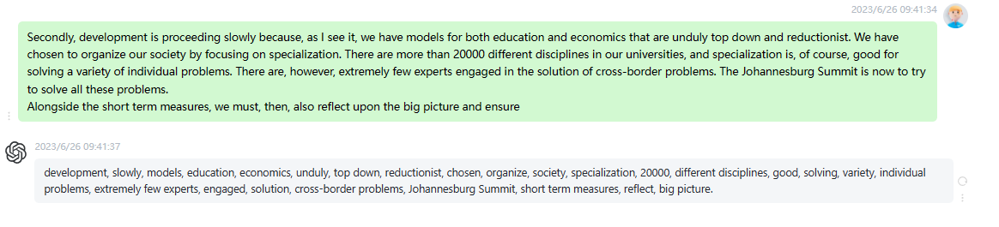 2023/6/26 09:41:34
Secondly, development is proceeding slowly because, as I see it, we have models for both education and economics that are unduly top down and reductionist. We have
chosen to organize our society by focusing on specialization. There are more than 20000 different disciplines in our universities, and specialization is, of course, good for
solving a variety of individual problems. There are, however, extremely few experts engaged in the solution of cross-border problems. The Johannesburg Summit is now to try
to solve all these problems.
Alongside the short term measures, we must, then, also reflect upon the big picture and ensure
2023/6/26 09:41:37
development, slowly, models, education, economics, unduly, top down, reductionist, chosen, organize, society, specialization, 20000, different disciplines, good, solving, variety, individual
problems, extremely few experts, engaged, solution, cross-border problems, Johannesburg Summit, short term measures, reflect, big picture.